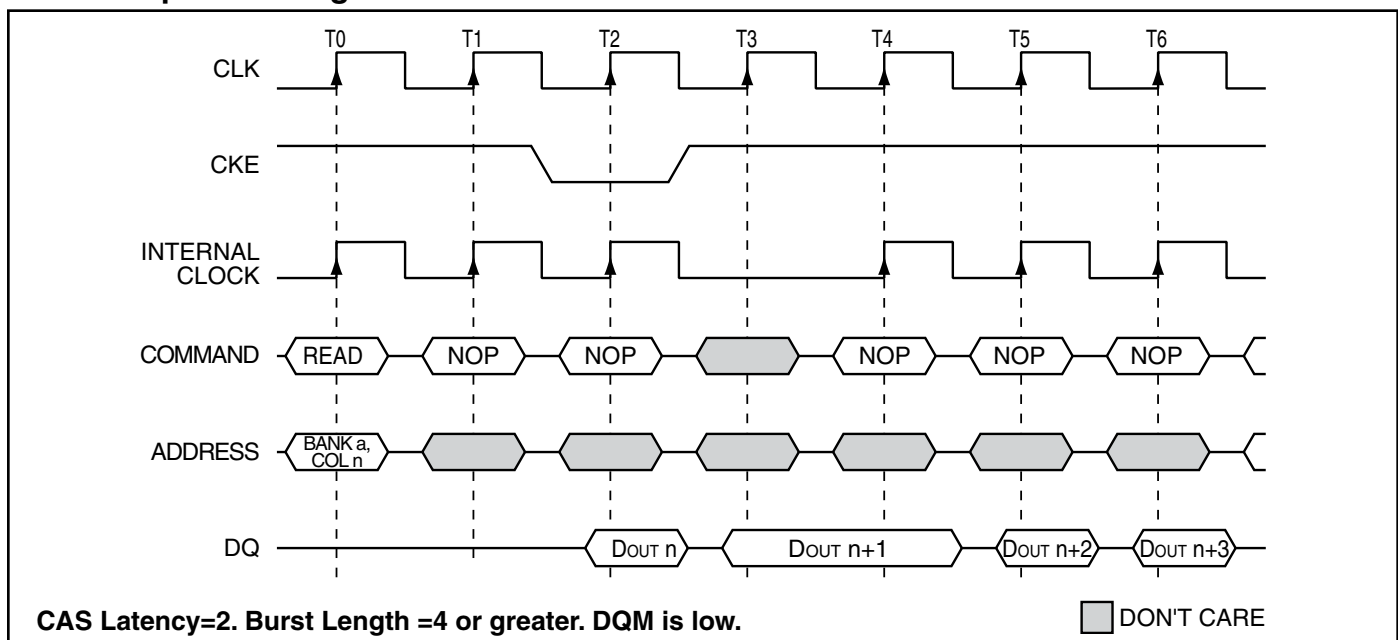 T0 T1 T2 T3 T4 T5 T6
CLK
CKE
INTERNAL
CLOCK
COMMAND READ NOP NOP NOP NOP NOP
ADDRESS BANK a,
COL n
DQ DOUT n DOUT n+1 DOUT n+2 DOUT n+3
CAS Latency=2. Burst Length =4 or greater. DQM is low. DON'T CARE